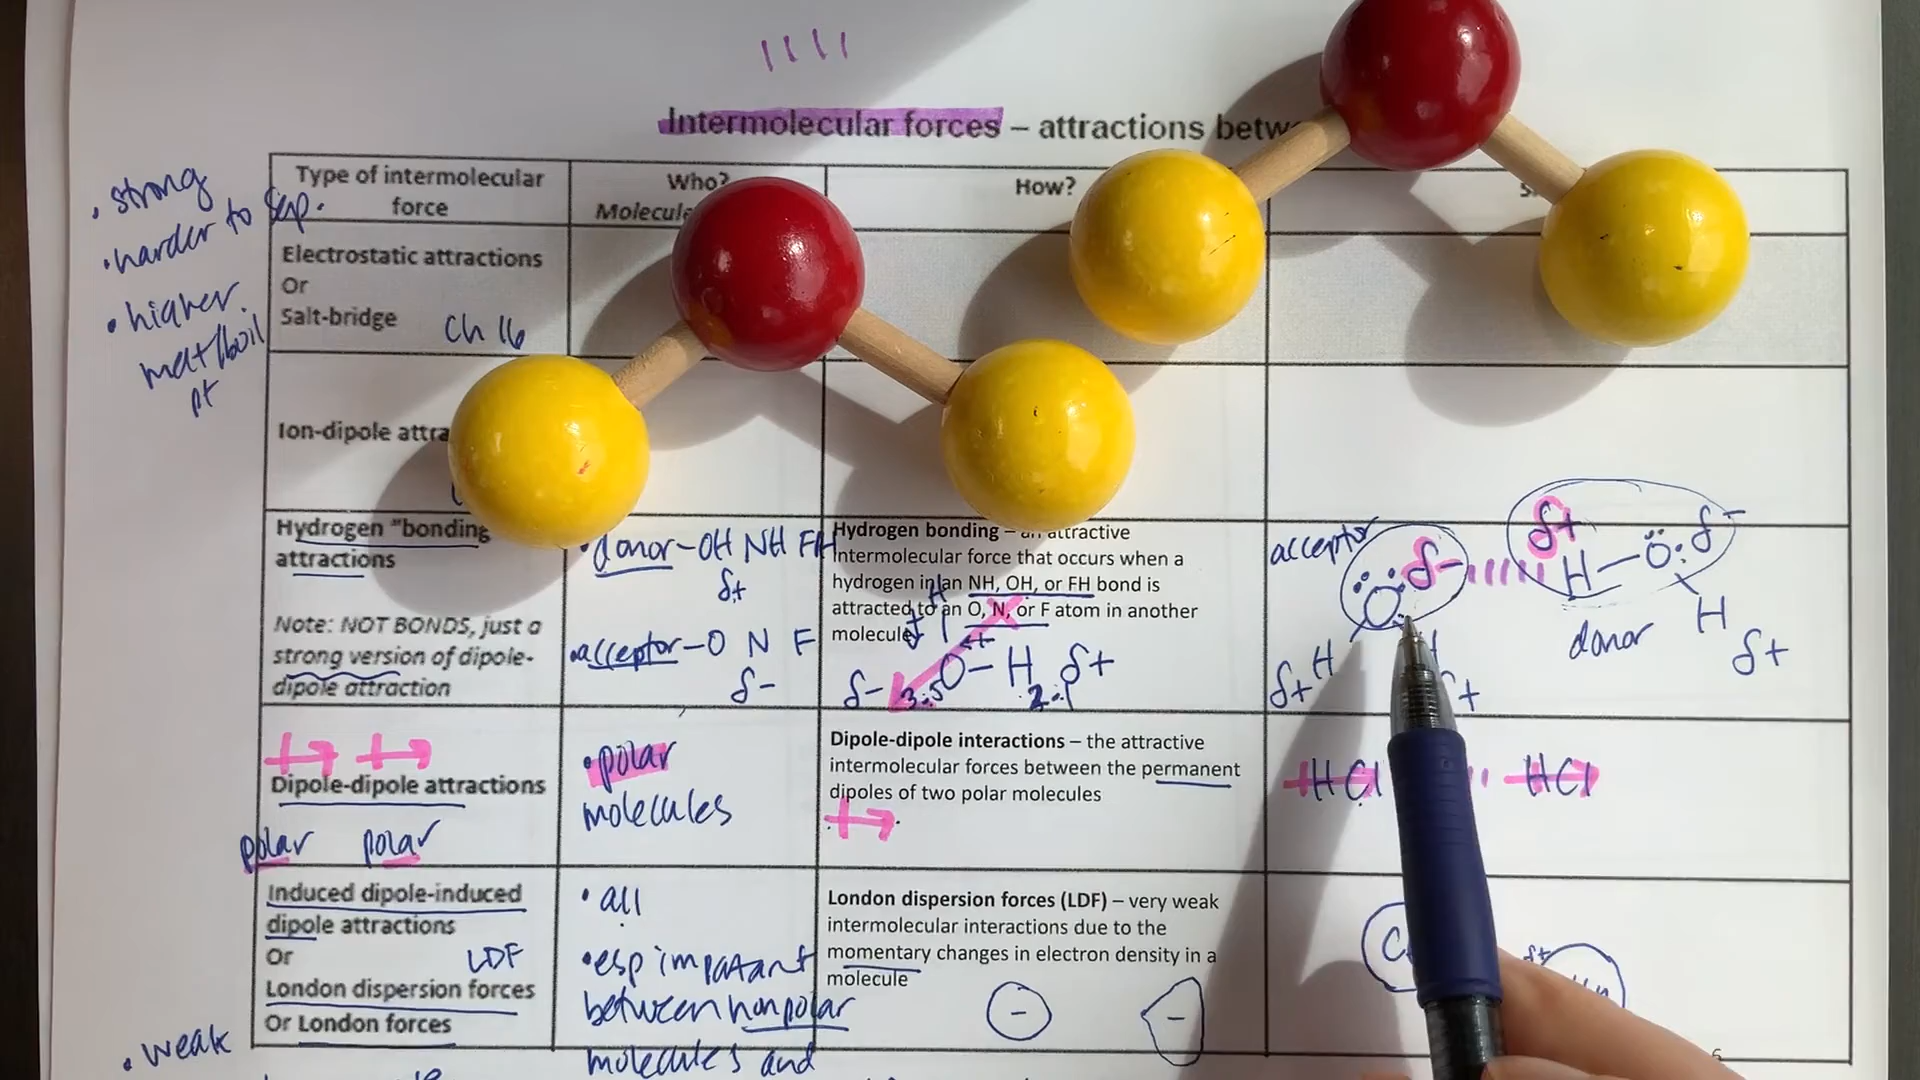 Intermolecular forces – attractions
• strong
• harder to sep.
• higher
melt/boil
pt
Type of intermolecular
force
Who?
How?
Electrostatic attractions
Or
Salt-bridge
Ch 16
Ion-dipole
Hydrogen "bonding
attractions
Note: NOT BONDS, just a
strong version of dipole-
dipole attraction
• donor-OH NH FH
δ+
• acceptor-O N F
δ-
Hydrogen bonding – an attractive
intermolecular force that occurs when a
hydrogen in an NH, OH, or FH bond is
attracted to an O, N, or F atom in another
molecule
H
δ- 3.5 O-H 2.1 δ+
acceptor
O δ-
δ+ H
δ+ H-O δ-
H δ+
donor
Dipole-dipole attractions
polar polar
• polar
molecules
Dipole-dipole interactions – the attractive
intermolecular forces between the permanent
dipoles of two polar molecules
HCl HCl
Induced dipole-induced
dipole attractions
Or
LDF
London dispersion forces
Or London forces
• all
• esp important
between nonpolar
molecules and
London dispersion forces (LDF) – very weak
intermolecular interactions due to the
momentary changes in electron density in a
molecule
- -
• weak